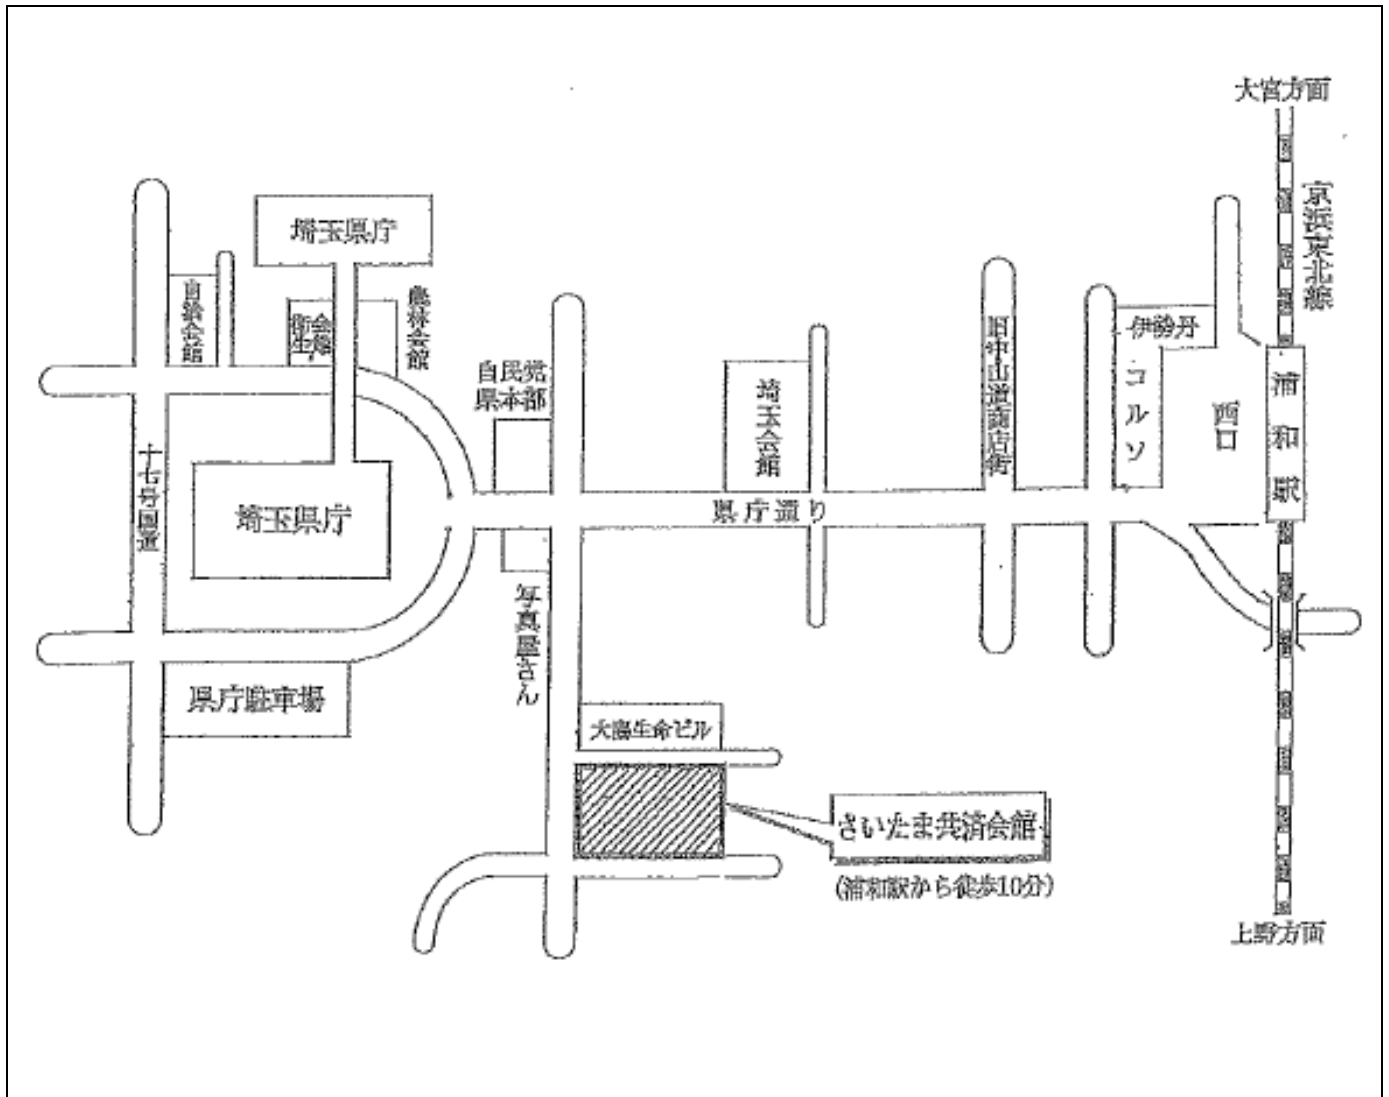 大宮方面
京浜東北線
埼玉県庁
自治会館
衛生会館
農林会館
自民党
県本部
埼玉会館
旧中山道商店街
伊勢丹
コルソ
西口
浦和駅
十七号国道
埼玉県庁
県庁通り
写真屋さん
県庁駐車場
大同生命ビル
さいたま共済会館
(浦和駅から徒歩10分)
上野方面